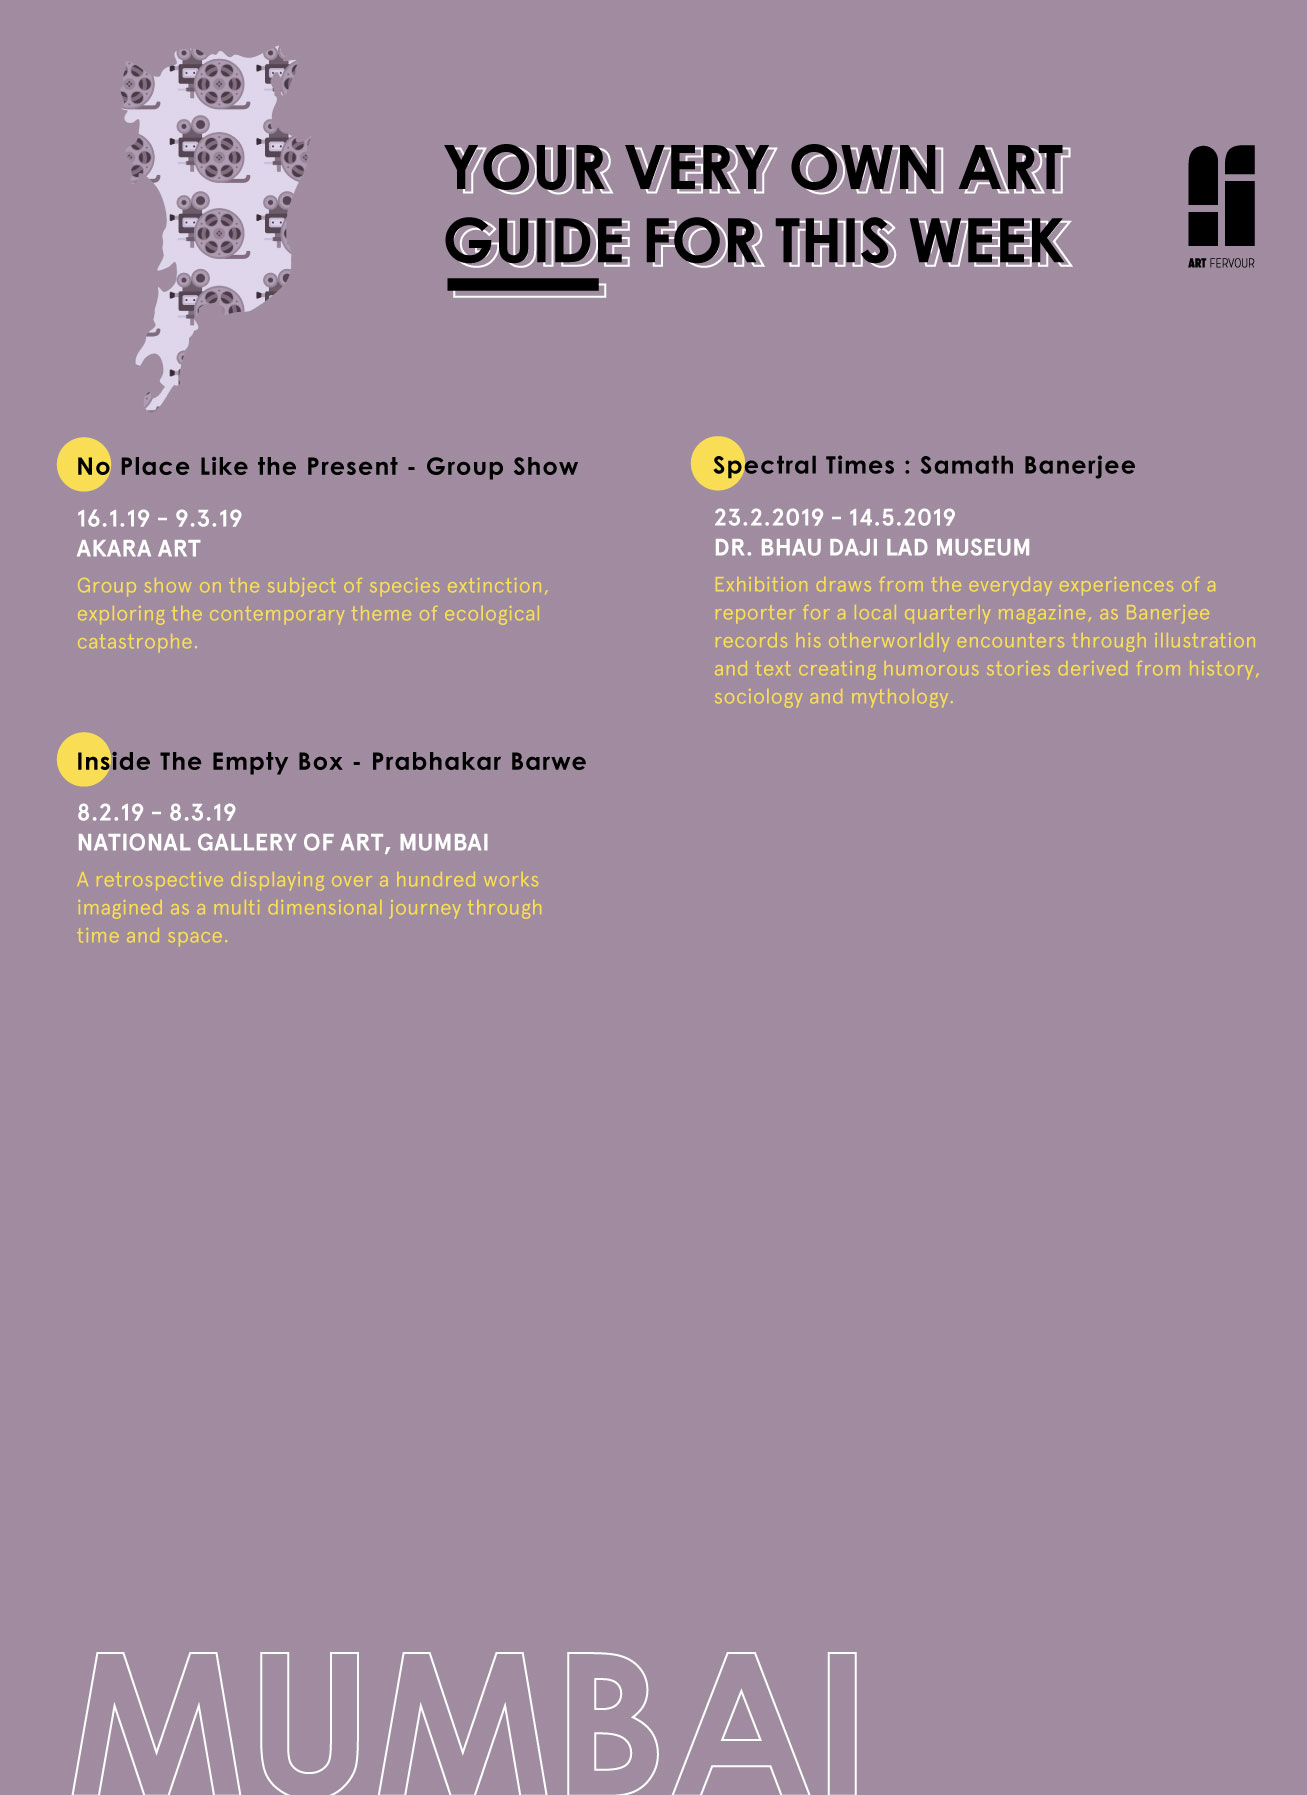 YOUR VERY OWN ART
GUIDE FOR THIS WEEK
ART FERVOUR
No Place Like the Present - Group Show
16.1.19 - 9.3.19
AKARA ART
Group show on the subject of species extinction,
exploring the contemporary theme of ecological
catastrophe.
Inside The Empty Box - Prabhakar Barwe
8.2.19 - 8.3.19
NATIONAL GALLERY OF ART, MUMBAI
A retrospective displaying over a hundred works
imagined as a multi dimensional journey through
time and space.
Spectral Times : Samath Banerjee
23.2.2019 - 14.5.2019
DR. BHAU DAJI LAD MUSEUM
Exhibition draws from the everyday experiences of a
reporter for a local quarterly magazine, as Banerjee
records his otherworldly encounters through illustration
and text creating humorous stories derived from history,
sociology and mythology.
MUMBAI